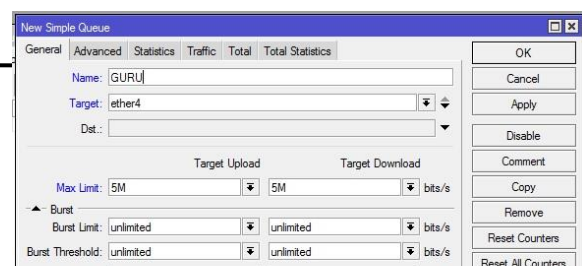 New Simple Queue
General Advanced Statistics Traffic Total Total Statistics
OK
Name: GURU
Cancel
Target: ether4
Apply
Dst.:
Disable
Target Upload Target Download
Comment
Max Limit: 5M 5M bits/s
Copy
Burst
Remove
Burst Limit: unlimited unlimited bits/s
Reset Counters
Burst Threshold: unlimited unlimited bits/s
Reset All Counters